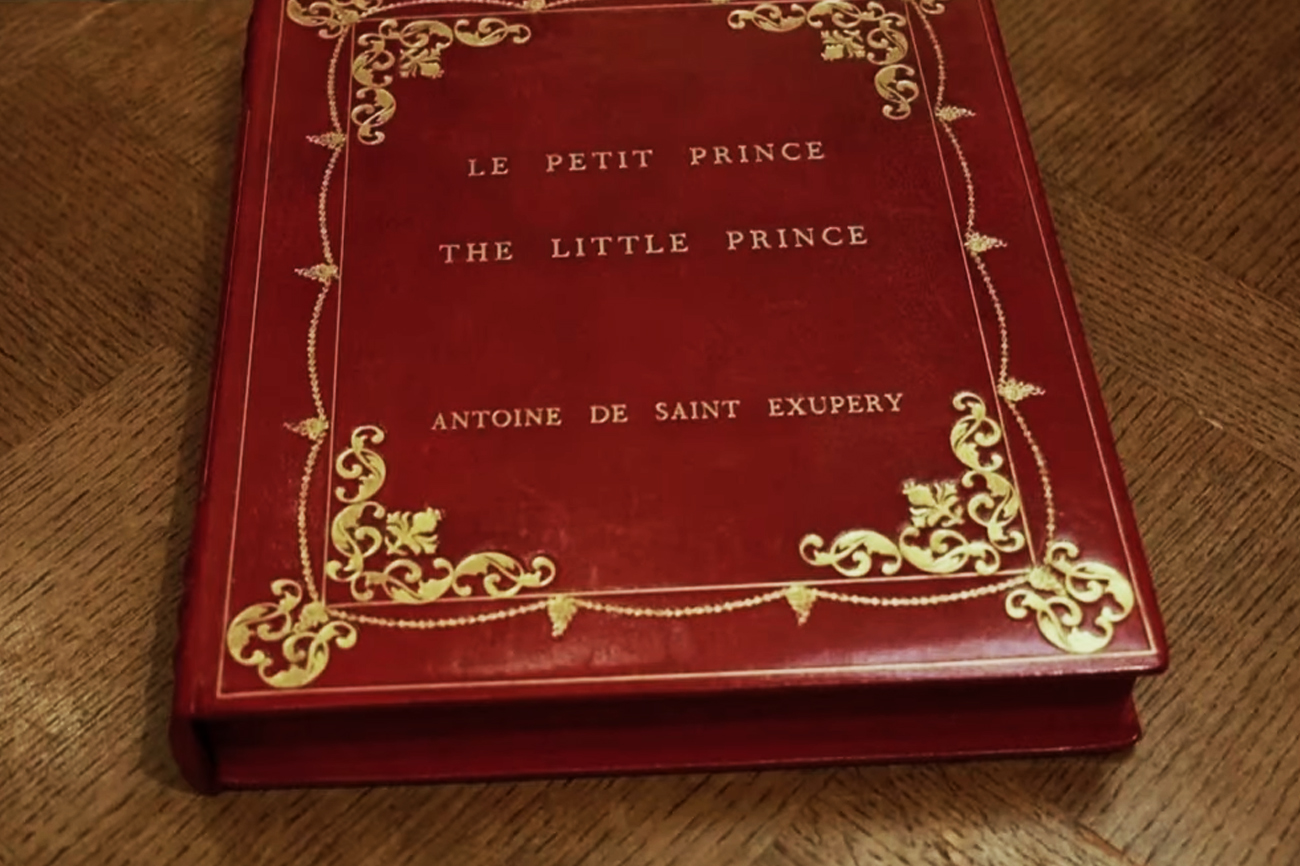 LE PETIT PRINCE
THE LITTLE PRINCE
ANTOINE DE SAINT EXUPERY